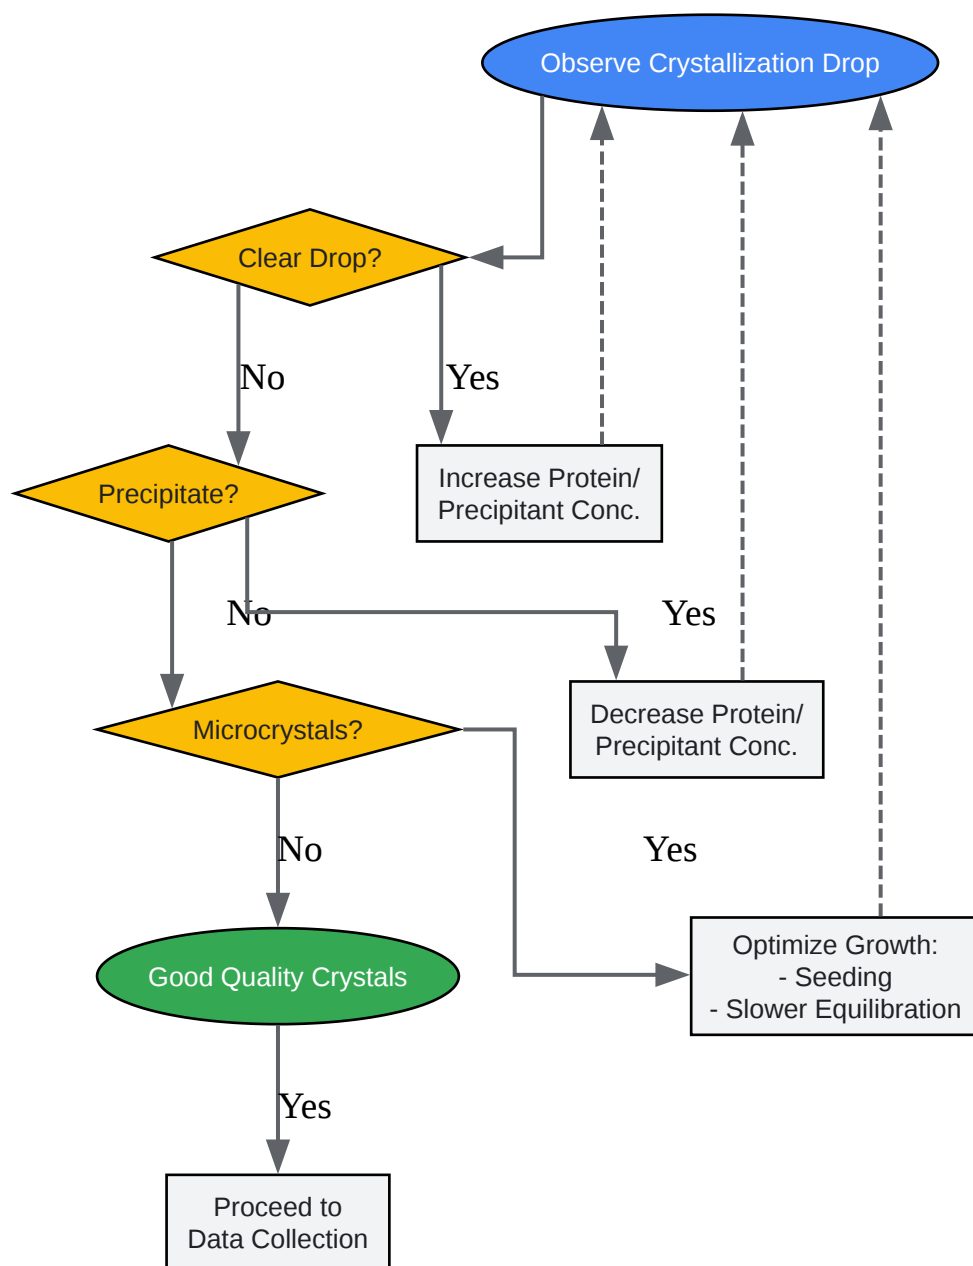 Observe Crystallization Drop
Clear Drop?
No
Yes
Increase Protein/
Precipitant Conc.
Precipitate?
No
Yes
Decrease Protein/
Precipitant Conc.
Microcrystals?
No
Yes
Optimize Growth:
- Seeding
- Slower Equilibration
Good Quality Crystals
Yes
Proceed to
Data Collection